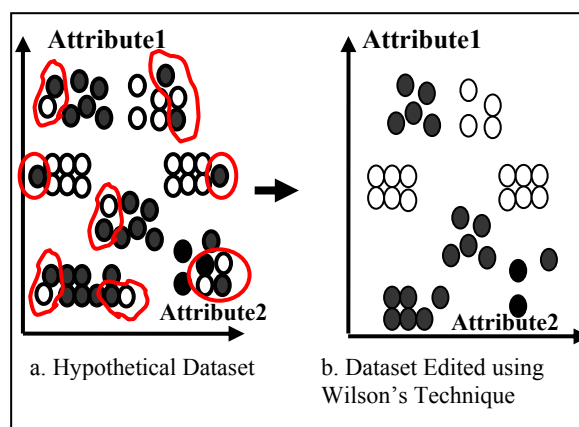 Attribute1
Attribute2
a. Hypothetical Dataset
Attribute1
Attribute2
b. Dataset Edited using
Wilson's Technique